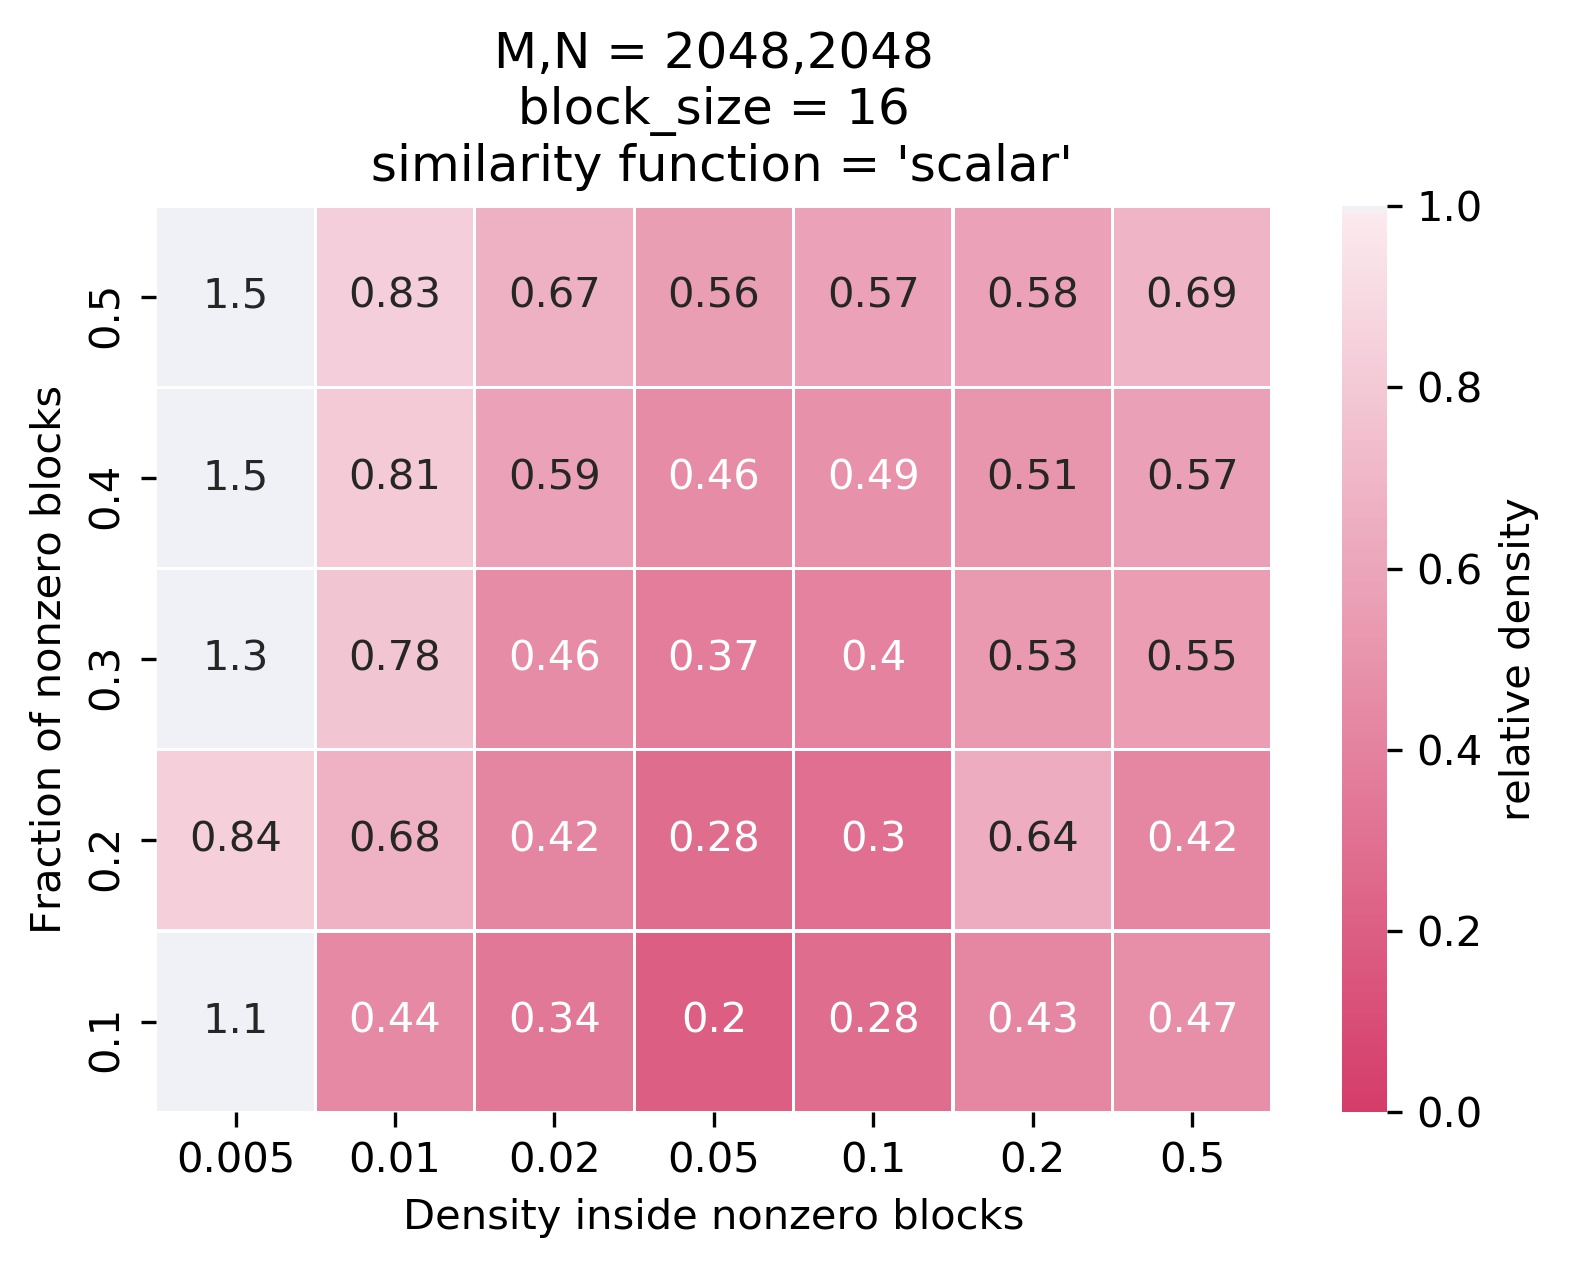 M,N = 2048,2048
block_size = 16
similarity function = 'scalar'
Fraction of nonzero blocks
0.5 1.5 0.83 0.67 0.56 0.57 0.58 0.69
0.4 1.5 0.81 0.59 0.46 0.49 0.51 0.57
0.3 1.3 0.78 0.46 0.37 0.4 0.53 0.55
0.2 0.84 0.68 0.42 0.28 0.3 0.64 0.42
0.1 1.1 0.44 0.34 0.2 0.28 0.43 0.47
0.005 0.01 0.02 0.05 0.1 0.2 0.5
Density inside nonzero blocks
1.0
0.8
0.6
0.4
0.2
0.0
relative density